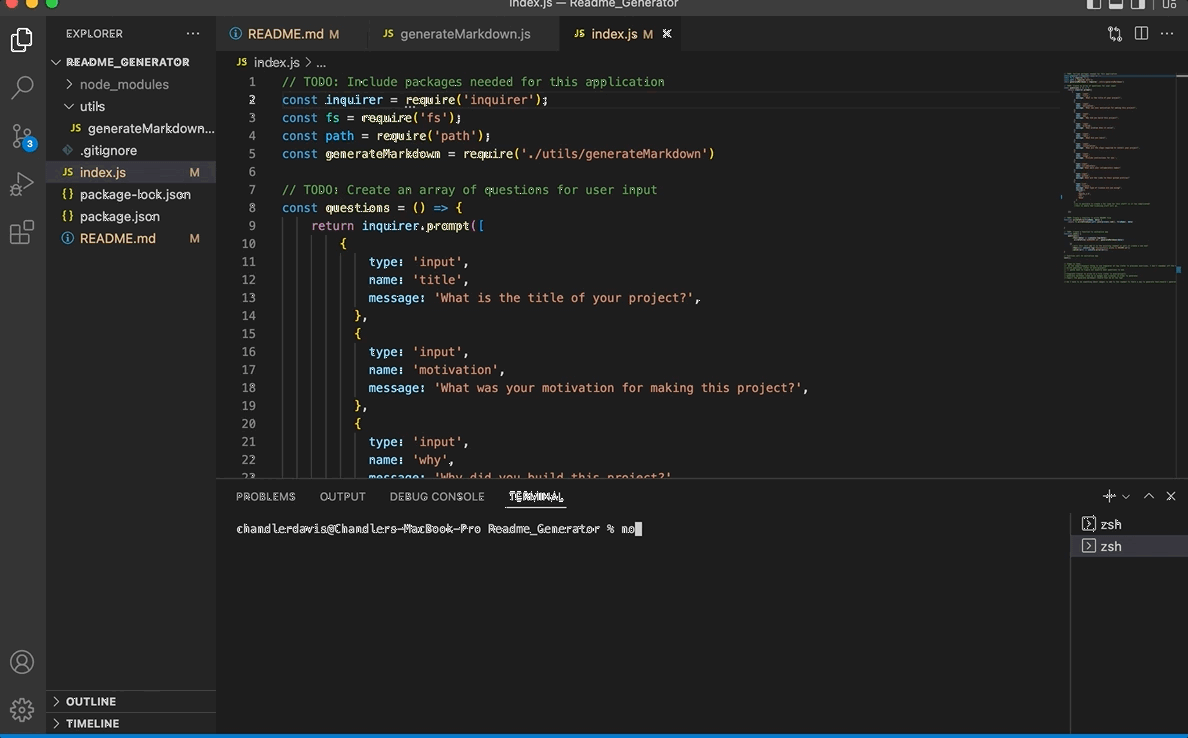 index.js — Readme_Generator
EXPLORER
README_GENERATOR
node_modules
utils
JS generateMarkdown...
.gitignore
JS index.js M
{} package-lock.json
{} package.json
README.md M
3
OUTLINE
TIMELINE
README.md M
JS generateMarkdown.js
JS index.js M
JS index.js > ...
1 // TODO: Include packages needed for this application
2 const inquirer = require('inquirer');
3 const fs = require('fs');
4 const path = require('path');
5 const generateMarkdown = require('./utils/generateMarkdown')
6
7 // TODO: Create an array of questions for user input
8 const questions = () => {
9 return inquirer.prompt([
10 {
11 type: 'input',
12 name: 'title',
13 message: 'What is the title of your project?',
14 },
15 {
16 type: 'input',
17 name: 'motivation',
18 message: 'What was your motivation for making this project?',
19 },
20 {
21 type: 'input',
22 name: 'why',
23 message: 'Why did you build this project?'
PROBLEMS OUTPUT DEBUG CONSOLE TERMINAL
chandlerdavis@Chandlers-MacBook-Pro Readme_Generator % no
zsh
zsh